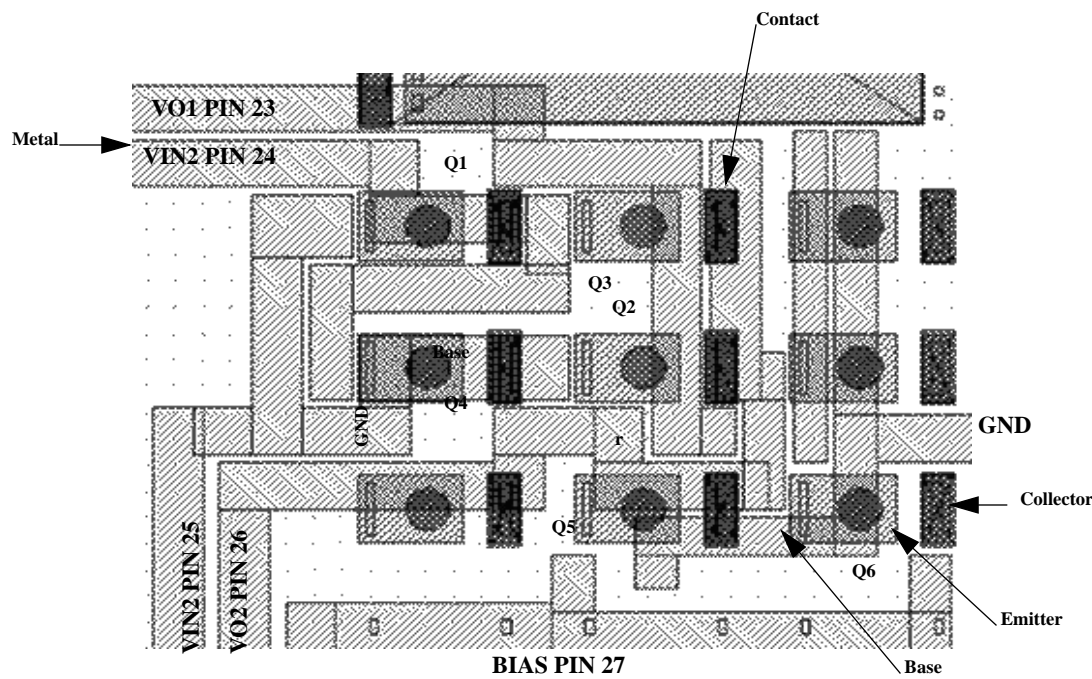 Contact
VO1 PIN 23
Metal
VIN2 PIN 24
Q1
Q3
Q2
Base
Q4
GND
r
GND
Collector
Q5
VIN2 PIN 25
VO2 PIN 26
Q6
Emitter
BIAS PIN 27
Base